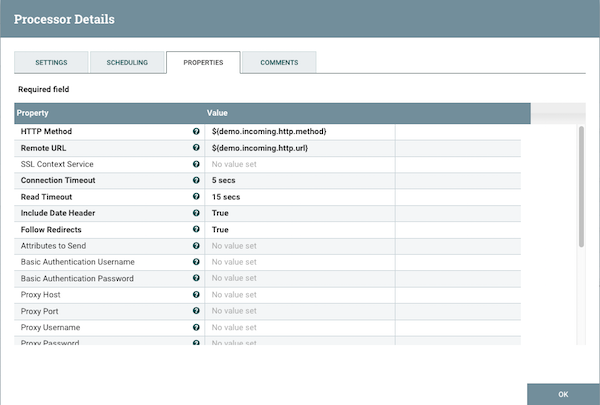 Processor Details
SETTINGS SCHEDULING PROPERTIES COMMENTS
Required field
Property Value
HTTP Method ${demo.incoming.http.method}
Remote URL ${demo.incoming.http.url}
SSL Context Service No value set
Connection Timeout 5 secs
Read Timeout 15 secs
Include Date Header True
Follow Redirects True
Attributes to Send No value set
Basic Authentication Username No value set
Basic Authentication Password No value set
Proxy Host No value set
Proxy Port No value set
Proxy Username No value set
Proxy Password No value set
OK